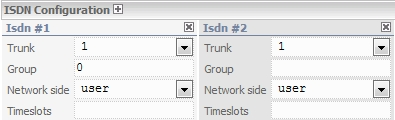 ISDN Configuration
Isdn #1 Isdn #2
Trunk 1 Trunk 1
Group 0 Group
Network side user Network side user
Timeslots Timeslots